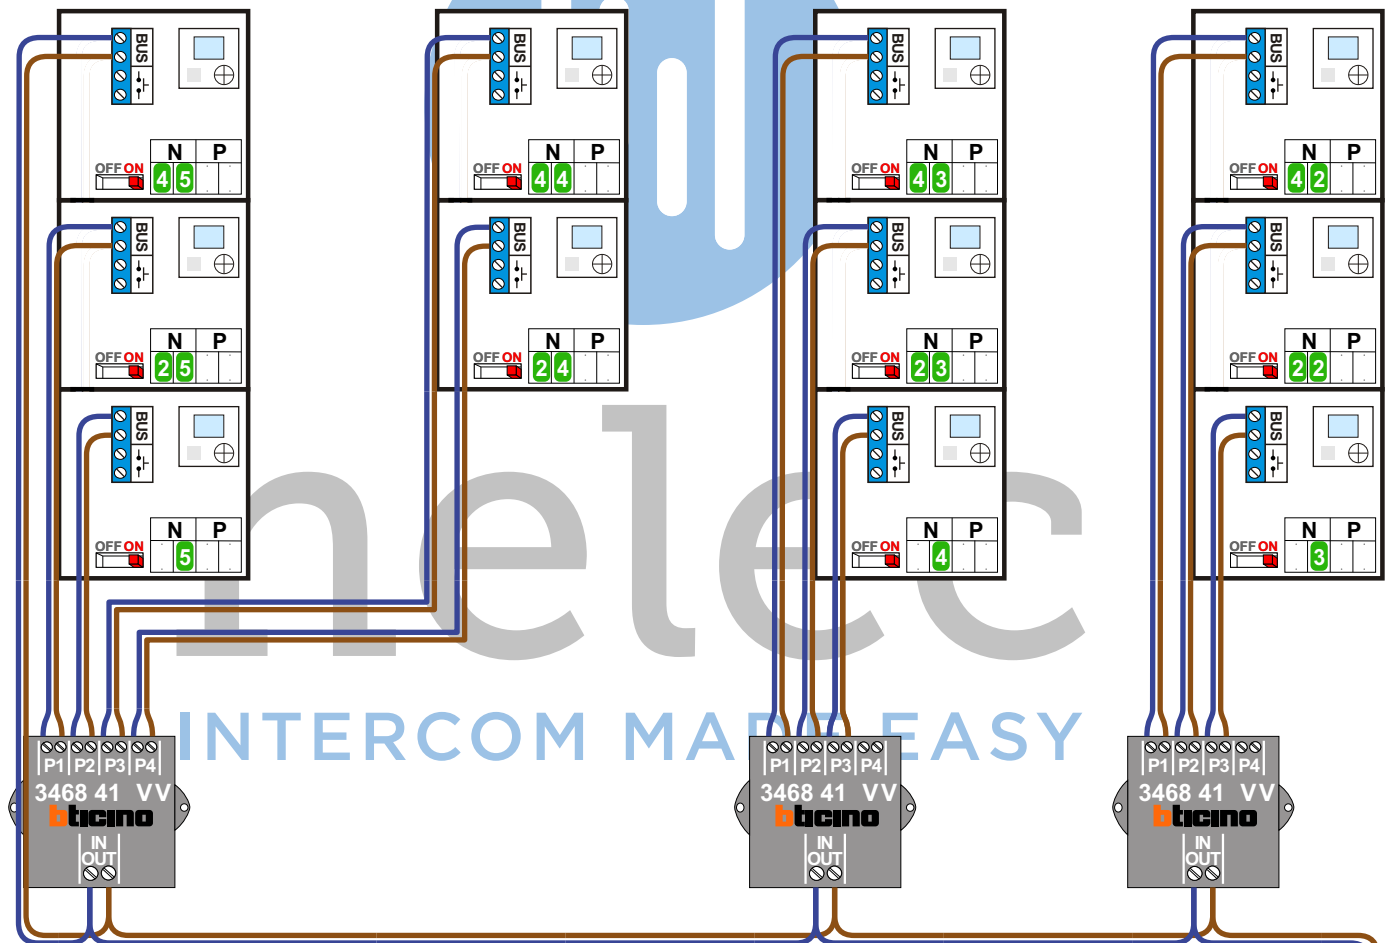 BUS
N P
OFF ON 4 5
BUS
N P
OFF ON 4 4
BUS
N P
OFF ON 4 3
BUS
N P
OFF ON 4 2
BUS
N P
OFF ON 2 5
BUS
N P
OFF ON 2 4
BUS
N P
OFF ON 2 3
BUS
N P
OFF ON 2 2
BUS
N P
OFF ON 5
BUS
N P
OFF ON 4
BUS
N P
OFF ON 3
nelec
INTERCOM MADE EASY
P1 P2 P3 P4
3468 41 VV
bticino
IN
OUT
P1 P2 P3 P4
3468 41 VV
bticino
IN
OUT
P1 P2 P3 P4
3468 41 VV
bticino
IN
OUT